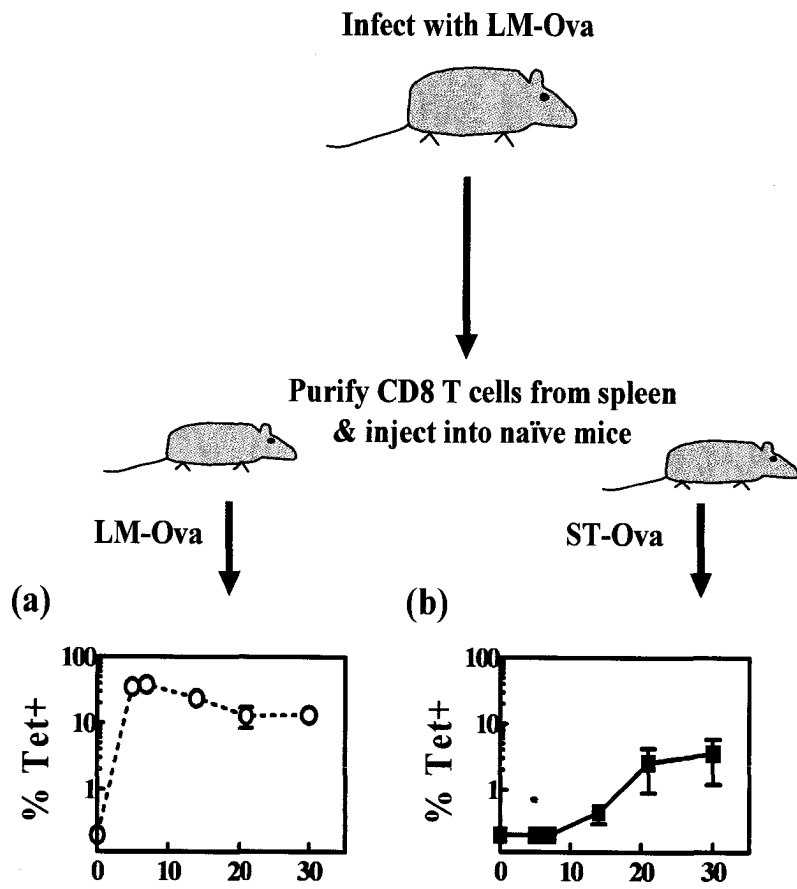 Infect with LM-Ova
Purify CD8 T cells from spleen
& inject into naïve mice
LM-Ova
ST-Ova
(a)
(b)
% Tet+
100
10
1
0 10 20 30
% Tet+
100
10
1
0 10 20 30